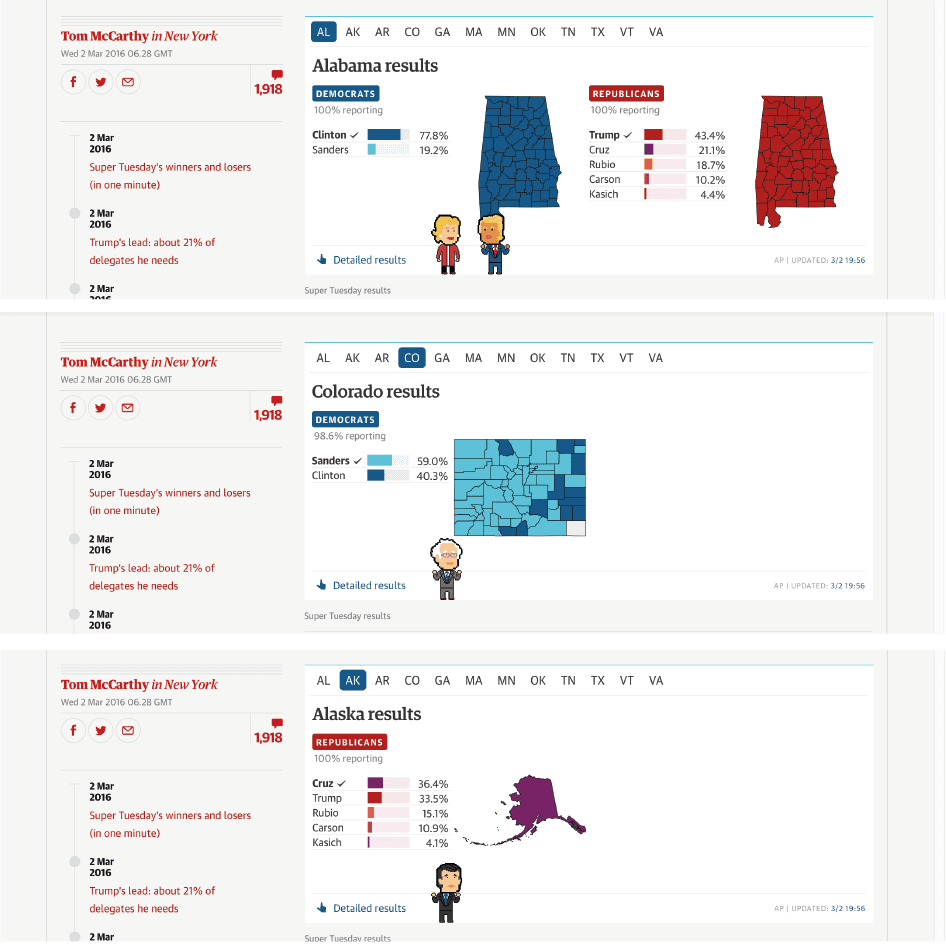 Tom McCarthy in New York
Wed 2 Mar 2016 06.28 GMT
1,918
2 Mar
2016
Super Tuesday's winners and losers
(in one minute)
2 Mar
2016
Trump's lead: about 21% of
delegates he needs
2 Mar
2016
AL AK AR CO GA MA MN OK TN TX VT VA
Alabama results
DEMOCRATS
100% reporting
Clinton ✓ 77.8%
Sanders 19.2%
REPUBLICANS
100% reporting
Trump ✓ 43.4%
Cruz 21.1%
Rubio 18.7%
Carson 10.2%
Kasich 4.4%
Detailed results
AP | UPDATED: 3/2 19:56
Super Tuesday results
Tom McCarthy in New York
Wed 2 Mar 2016 06.28 GMT
1,918
2 Mar
2016
Super Tuesday's winners and losers
(in one minute)
2 Mar
2016
Trump's lead: about 21% of
delegates he needs
2 Mar
2016
AL AK AR CO GA MA MN OK TN TX VT VA
Colorado results
DEMOCRATS
98.6% reporting
Sanders ✓ 59.0%
Clinton 40.3%
Detailed results
AP | UPDATED: 3/2 19:56
Super Tuesday results
Tom McCarthy in New York
Wed 2 Mar 2016 06.28 GMT
1,918
2 Mar
2016
Super Tuesday's winners and losers
(in one minute)
2 Mar
2016
Trump's lead: about 21% of
delegates he needs
2 Mar
AL AK AR CO GA MA MN OK TN TX VT VA
Alaska results
REPUBLICANS
100% reporting
Cruz ✓ 36.4%
Trump 33.5%
Rubio 15.1%
Carson 10.9%
Kasich 4.1%
Detailed results
AP | UPDATED: 3/2 19:56
Super Tuesday results